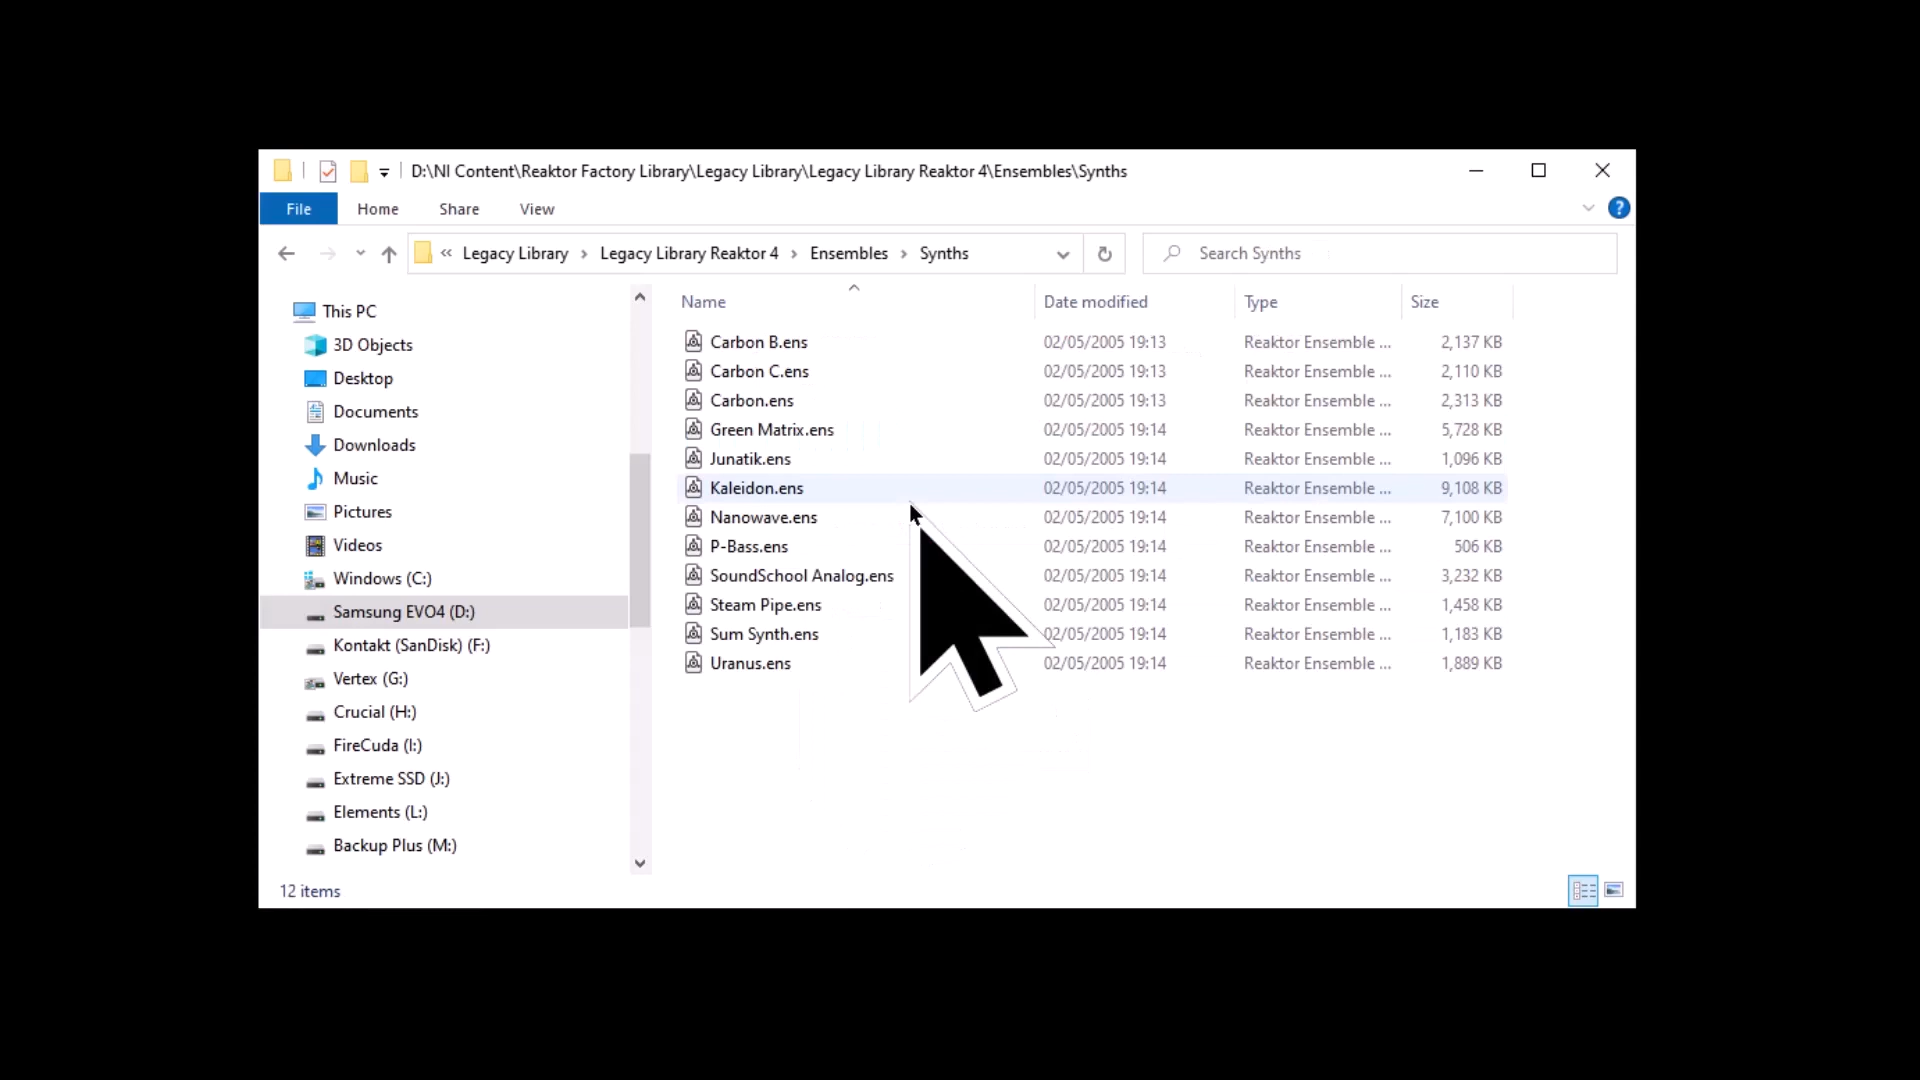 D:\NI Content\Reaktor Factory Library\Legacy Library\Legacy Library Reaktor 4\Ensembles\Synths
File Home Share View ?
« Legacy Library › Legacy Library Reaktor 4 › Ensembles › Synths Search Synths
Name Date modified Type Size
This PC
3D Objects
Desktop
Documents
Downloads
Music
Pictures
Videos
Windows (C:)
Samsung EVO4 (D:)
Kontakt (SanDisk) (F:)
Vertex (G:)
Crucial (H:)
FireCuda (I:)
Extreme SSD (J:)
Elements (L:)
Backup Plus (M:)
Carbon B.ens 02/05/2005 19:13 Reaktor Ensemble ... 2,137 KB
Carbon C.ens 02/05/2005 19:13 Reaktor Ensemble ... 2,110 KB
Carbon.ens 02/05/2005 19:13 Reaktor Ensemble ... 2,313 KB
Green Matrix.ens 02/05/2005 19:14 Reaktor Ensemble ... 5,728 KB
Junatik.ens 02/05/2005 19:14 Reaktor Ensemble ... 1,096 KB
Kaleidon.ens 02/05/2005 19:14 Reaktor Ensemble ... 9,108 KB
Nanowave.ens 02/05/2005 19:14 Reaktor Ensemble ... 7,100 KB
P-Bass.ens 02/05/2005 19:14 Reaktor Ensemble ... 506 KB
SoundSchool Analog.ens 02/05/2005 19:14 Reaktor Ensemble ... 3,232 KB
Steam Pipe.ens 02/05/2005 19:14 Reaktor Ensemble ... 1,458 KB
Sum Synth.ens 02/05/2005 19:14 Reaktor Ensemble ... 1,183 KB
Uranus.ens 02/05/2005 19:14 Reaktor Ensemble ... 1,889 KB
12 items